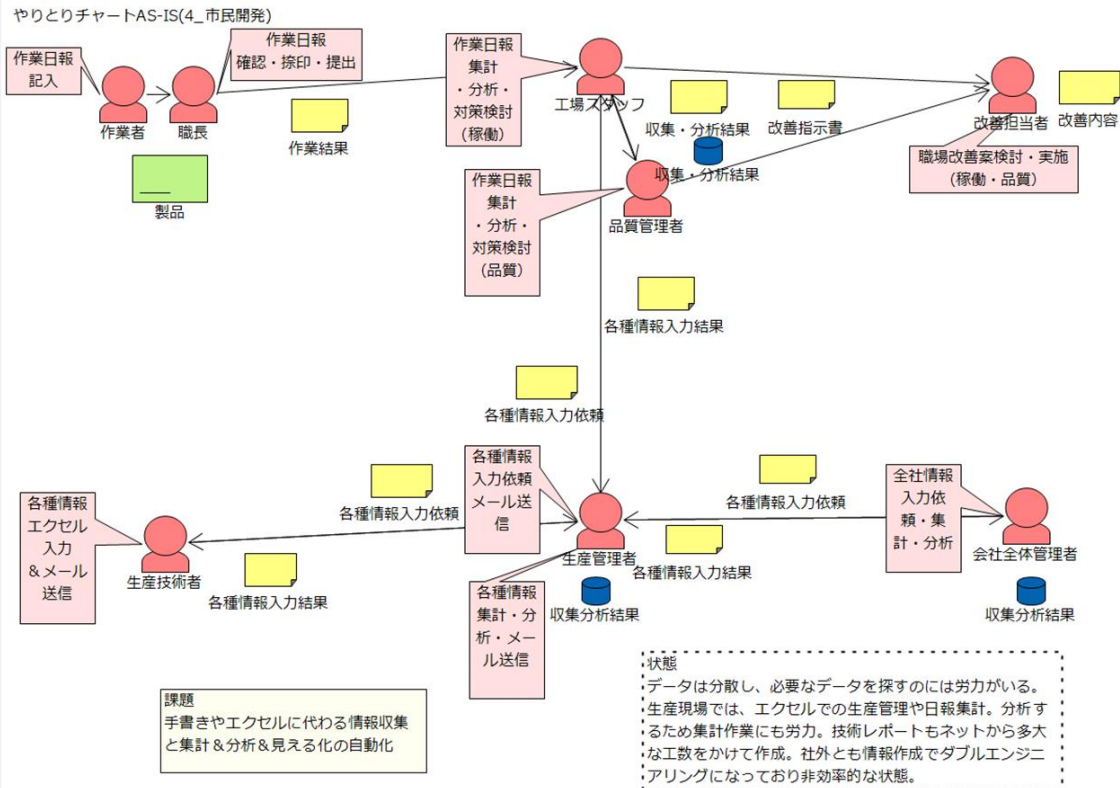 やりとりチャートAS-IS(4_市民開発)
作業日報
記入
作業者
作業日報
確認・捺印・提出
職長
作業結果
製品
作業日報
集計
・分析・
対策検討
(稼働)
工場スタッフ
収集・分析結果
改善指示書
収集・分析結果
改善担当者
改善内容
職場改善案検討・実施
(稼働・品質)
作業日報
集計
・分析・
対策検討
(品質)
品質管理者
各種情報入力結果
各種情報入力依頼
各種情報
エクセル
入力
&メール
送信
生産技術者
各種情報入力依頼
各種情報入力結果
各種情報
入力依頼
メール送
信
生産管理者
各種情報
集計・分
析・メー
ル送信
収集分析結果
各種情報入力依頼
各種情報入力結果
全社情報
入力依
頼・集
計・分析
会社全体管理者
収集分析結果
課題
手書きやエクセルに代わる情報収集
と集計&分析&見える化の自動化
状態
データは分散し、必要なデータを探すのには労力がいる。
生産現場では、エクセルでの生産管理や日報集計。分析す
るため集計作業にも労力。技術レポートもネットから多大
な工数をかけて作成。社外とも情報作成でダブルエンジニ
アリングになっており非効率的な状態。